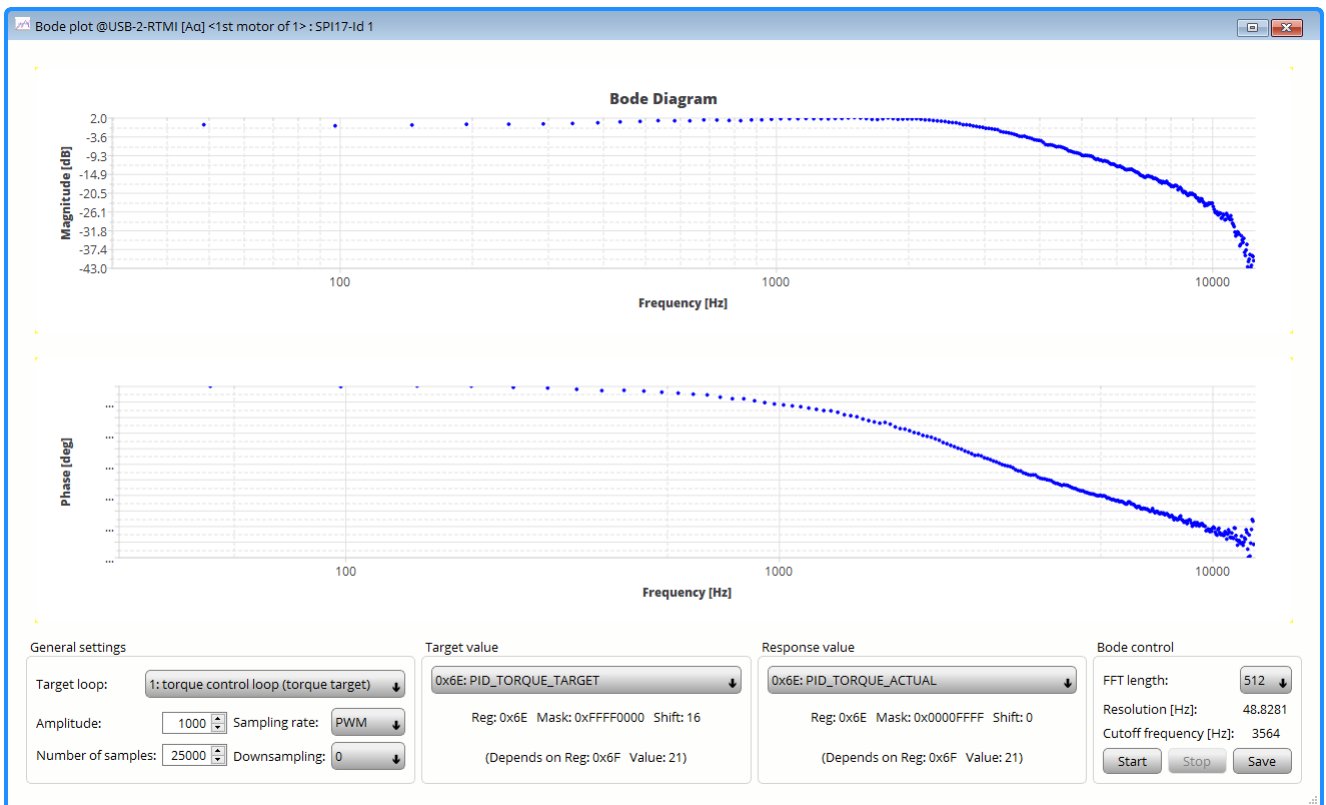 Bode plot @USB-2-RTMI [Aα] <1st motor of 1> : SPI17-Id 1
Bode Diagram
Magnitude [dB]
2.0
-3.6
-9.3
-14.9
-20.5
-26.1
-31.8
-37.4
-43.0
100 1000 10000
Frequency [Hz]
Phase [deg]
...
...
...
...
...
...
100 1000 10000
Frequency [Hz]
General settings
Target loop: 1: torque control loop (torque target)
Amplitude: 1000 Sampling rate: PWM
Number of samples: 25000 Downsampling: 0
Target value
0x6E: PID_TORQUE_TARGET
Reg: 0x6E Mask: 0xFFFF0000 Shift: 16
(Depends on Reg: 0x6F Value: 21)
Response value
0x6E: PID_TORQUE_ACTUAL
Reg: 0x6E Mask: 0x0000FFFF Shift: 0
(Depends on Reg: 0x6F Value: 21)
Bode control
FFT length: 512
Resolution [Hz]: 48.8281
Cutoff frequency [Hz]: 3564
Start Stop Save